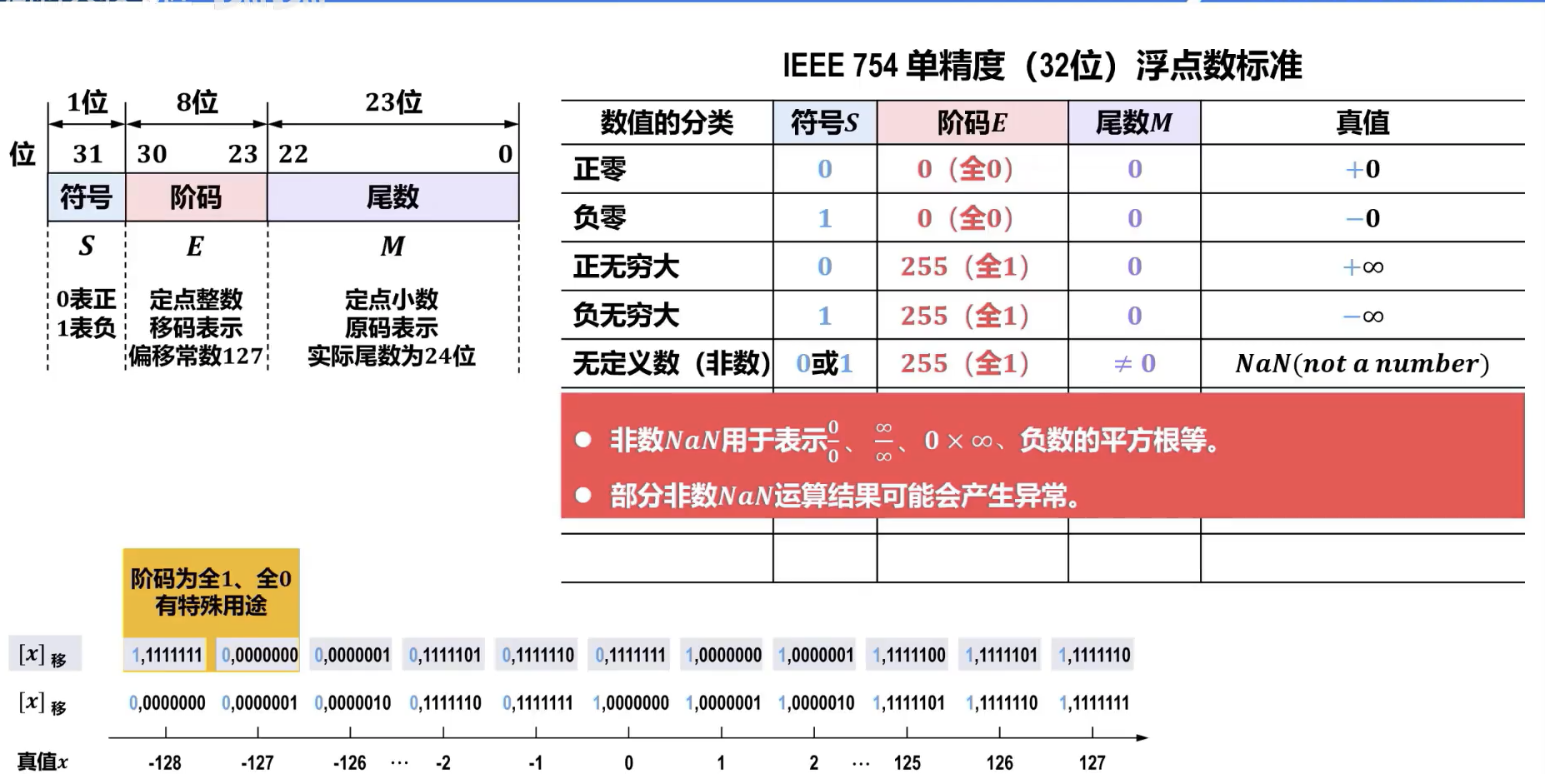 IEEE 754 单精度（32位）浮点数标准
1位 8位 23位
位 31 30 23 22 0
符号 阶码 尾数
S E M
0表正 定点整数 定点小数
1表负 移码表示 原码表示
偏移常数127 实际尾数为24位
数值的分类 符号S 阶码E 尾数M 真值
正零 0 0（全0） 0 +0
负零 1 0（全0） 0 −0
正无穷大 0 255（全1） 0 +∞
负无穷大 1 255（全1） 0 −∞
无定义数（非数） 0或1 255（全1） ≠ 0 NaN(not a number)
● 非数NaN用于表示0/0、∞/∞、0 × ∞、负数的平方根等。
● 部分非数NaN运算结果可能会产生异常。
阶码为全1、全0
有特殊用途
[x]移 1,1111111 0,0000000 0,0000001 0,1111101 0,1111110 0,1111111 1,0000000 1,0000001 1,1111100 1,1111101 1,1111110
[x]移 0,0000000 0,0000001 0,0000010 0,1111110 0,1111111 1,0000000 1,0000001 1,0000010 1,1111101 1,1111110 1,1111111
真值x -128 -127 -126 ··· -2 -1 0 1 2 ··· 125 126 127